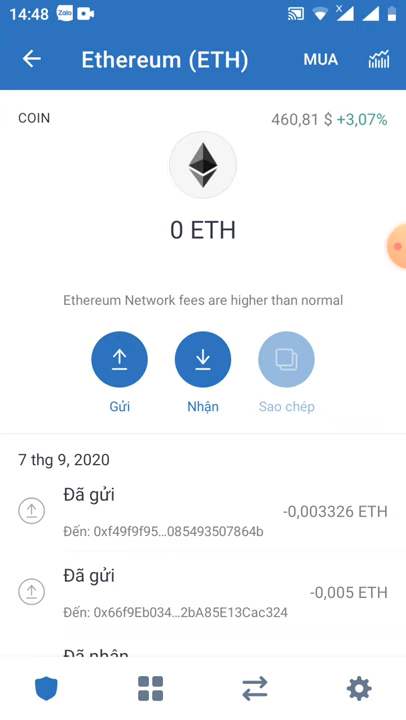 14:48 Zalo
Ethereum (ETH) MUA
COIN 460,81 $ +3,07%
0 ETH
Ethereum Network fees are higher than normal
Gửi Nhận Sao chép
7 thg 9, 2020
Đã gửi
-0,003326 ETH
Đến: 0xf49f9f95...085493507864b
Đã gửi
-0,005 ETH
Đến: 0x66f9Eb034...2bA85E13Cac324
Đã nhận